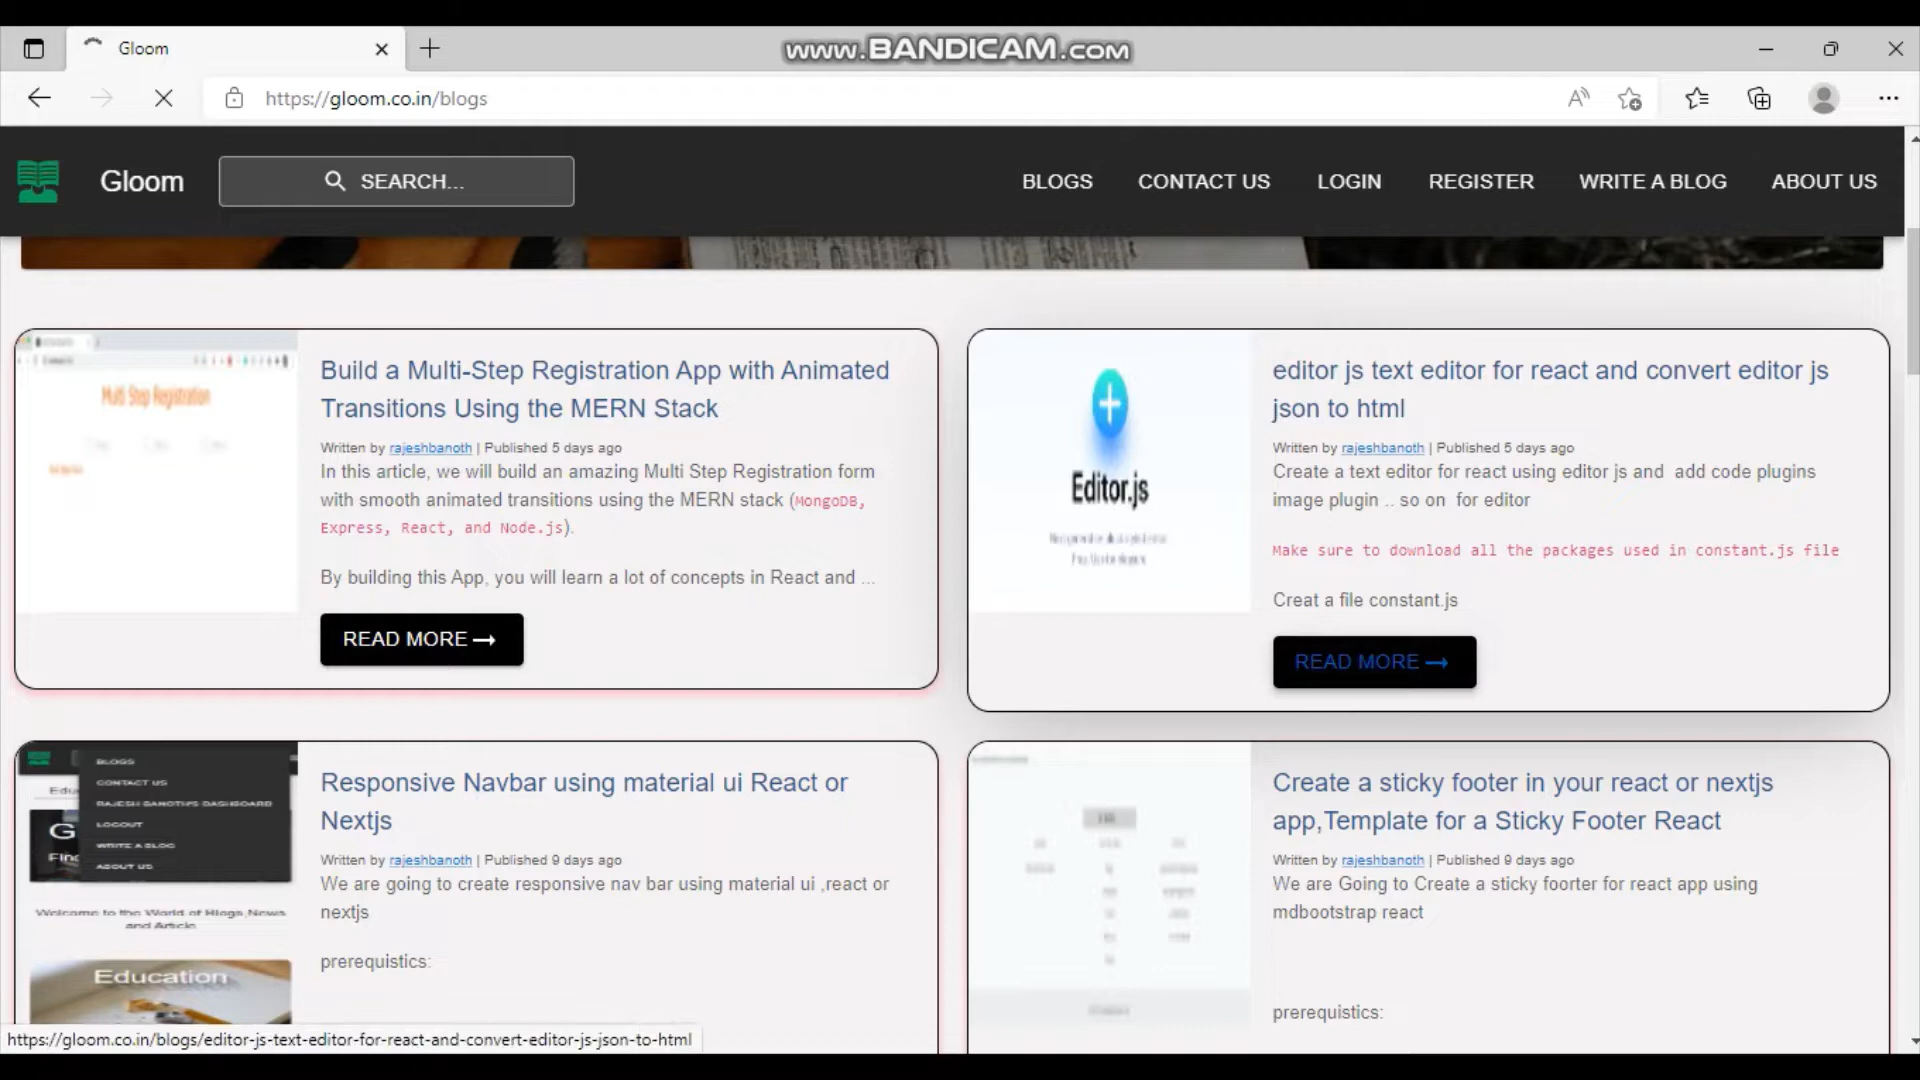 Gloom
www.BANDICAM.com
https://gloom.co.in/blogs
Gloom
SEARCH...
BLOGS
CONTACT US
LOGIN
REGISTER
WRITE A BLOG
ABOUT US
Multi Step Registration
Build a Multi-Step Registration App with Animated
Transitions Using the MERN Stack
Written by rajeshbanoth | Published 5 days ago
In this article, we will build an amazing Multi Step Registration form
with smooth animated transitions using the MERN stack (MongoDB,
Express, React, and Node.js).
By building this App, you will learn a lot of concepts in React and ...
READ MORE
Editor.js
editor js text editor for react and convert editor js
json to html
Written by rajeshbanoth | Published 5 days ago
Create a text editor for react using editor js and  add code plugins
image plugin .. so on  for editor
Make sure to download all the packages used in constant.js file
Creat a file constant.js
READ MORE
BLOGS
CONTACT US
RAJESH BANOTH'S DASHBOARD
LOGOUT
WRITE A BLOG
ABOUT US
Welcome to the World of Blogs,News
and Article
Education
Responsive Navbar using material ui React or
Nextjs
Written by rajeshbanoth | Published 9 days ago
We are going to create responsive nav bar using material ui ,react or
nextjs
prerequistics:
Create a sticky footer in your react or nextjs
app,Template for a Sticky Footer React
Written by rajeshbanoth | Published 9 days ago
We are Going to Create a sticky foorter for react app using
mdbootstrap react
prerequistics:
https://gloom.co.in/blogs/editor-js-text-editor-for-react-and-convert-editor-js-json-to-html